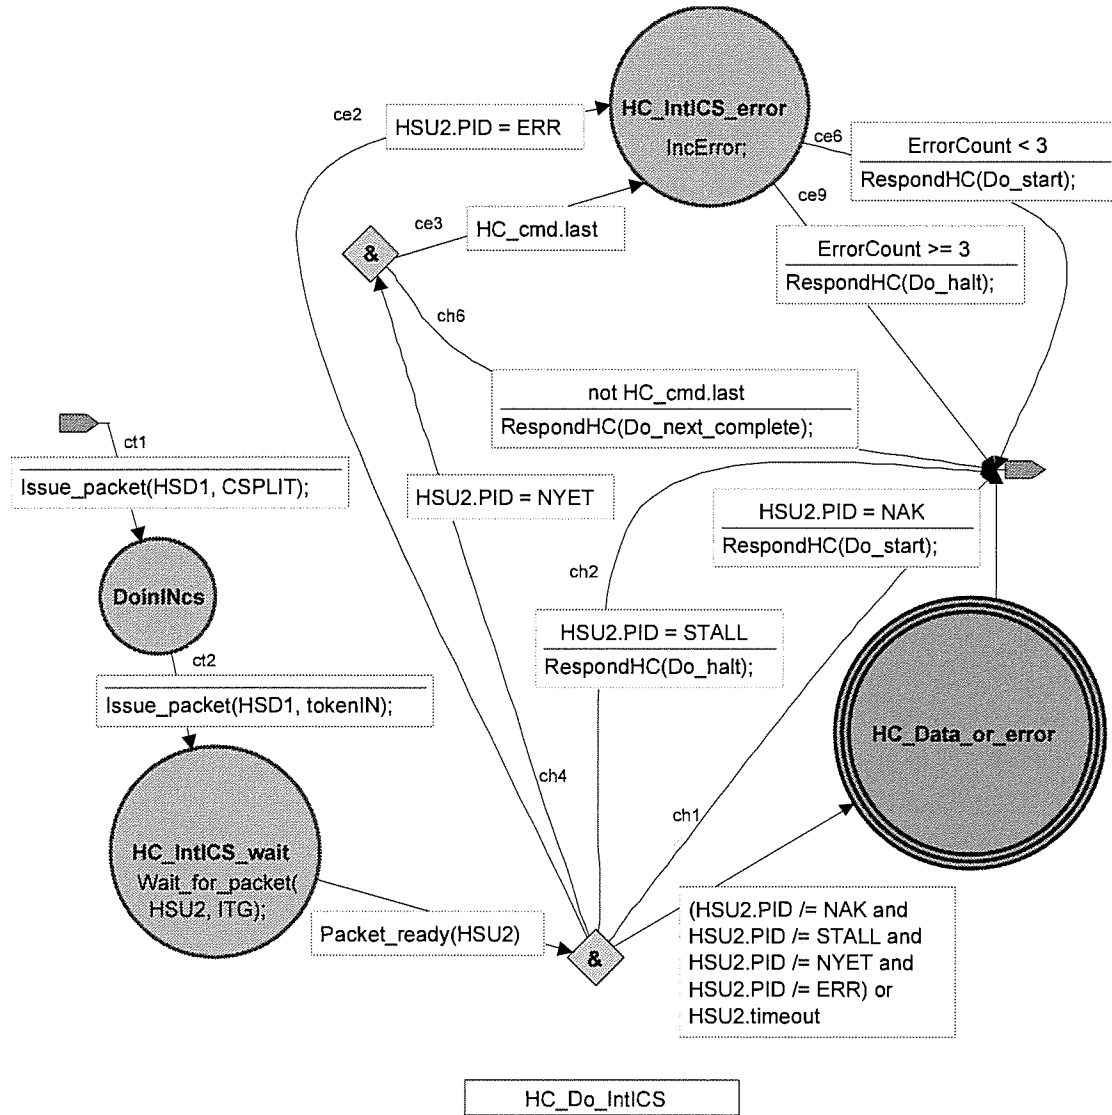 HC_IntICS_error
IncError;
ce2
HSU2.PID = ERR
ce6
ErrorCount < 3
RespondHC(Do_start);
ce3
HC_cmd.last
ce9
ErrorCount >= 3
RespondHC(Do_halt);
&
ch6
not HC_cmd.last
RespondHC(Do_next_complete);
ct1
Issue_packet(HSD1, CSPLIT);
HSU2.PID = NYET
HSU2.PID = NAK
RespondHC(Do_start);
DoinINcs
ch2
HSU2.PID = STALL
RespondHC(Do_halt);
ct2
Issue_packet(HSD1, tokenIN);
HC_Data_or_error
ch4
ch1
HC_IntICS_wait
Wait_for_packet(
HSU2, ITG);
Packet_ready(HSU2)
&
(HSU2.PID /= NAK and
HSU2.PID /= STALL and
HSU2.PID /= NYET and
HSU2.PID /= ERR) or
HSU2.timeout
HC_Do_IntICS